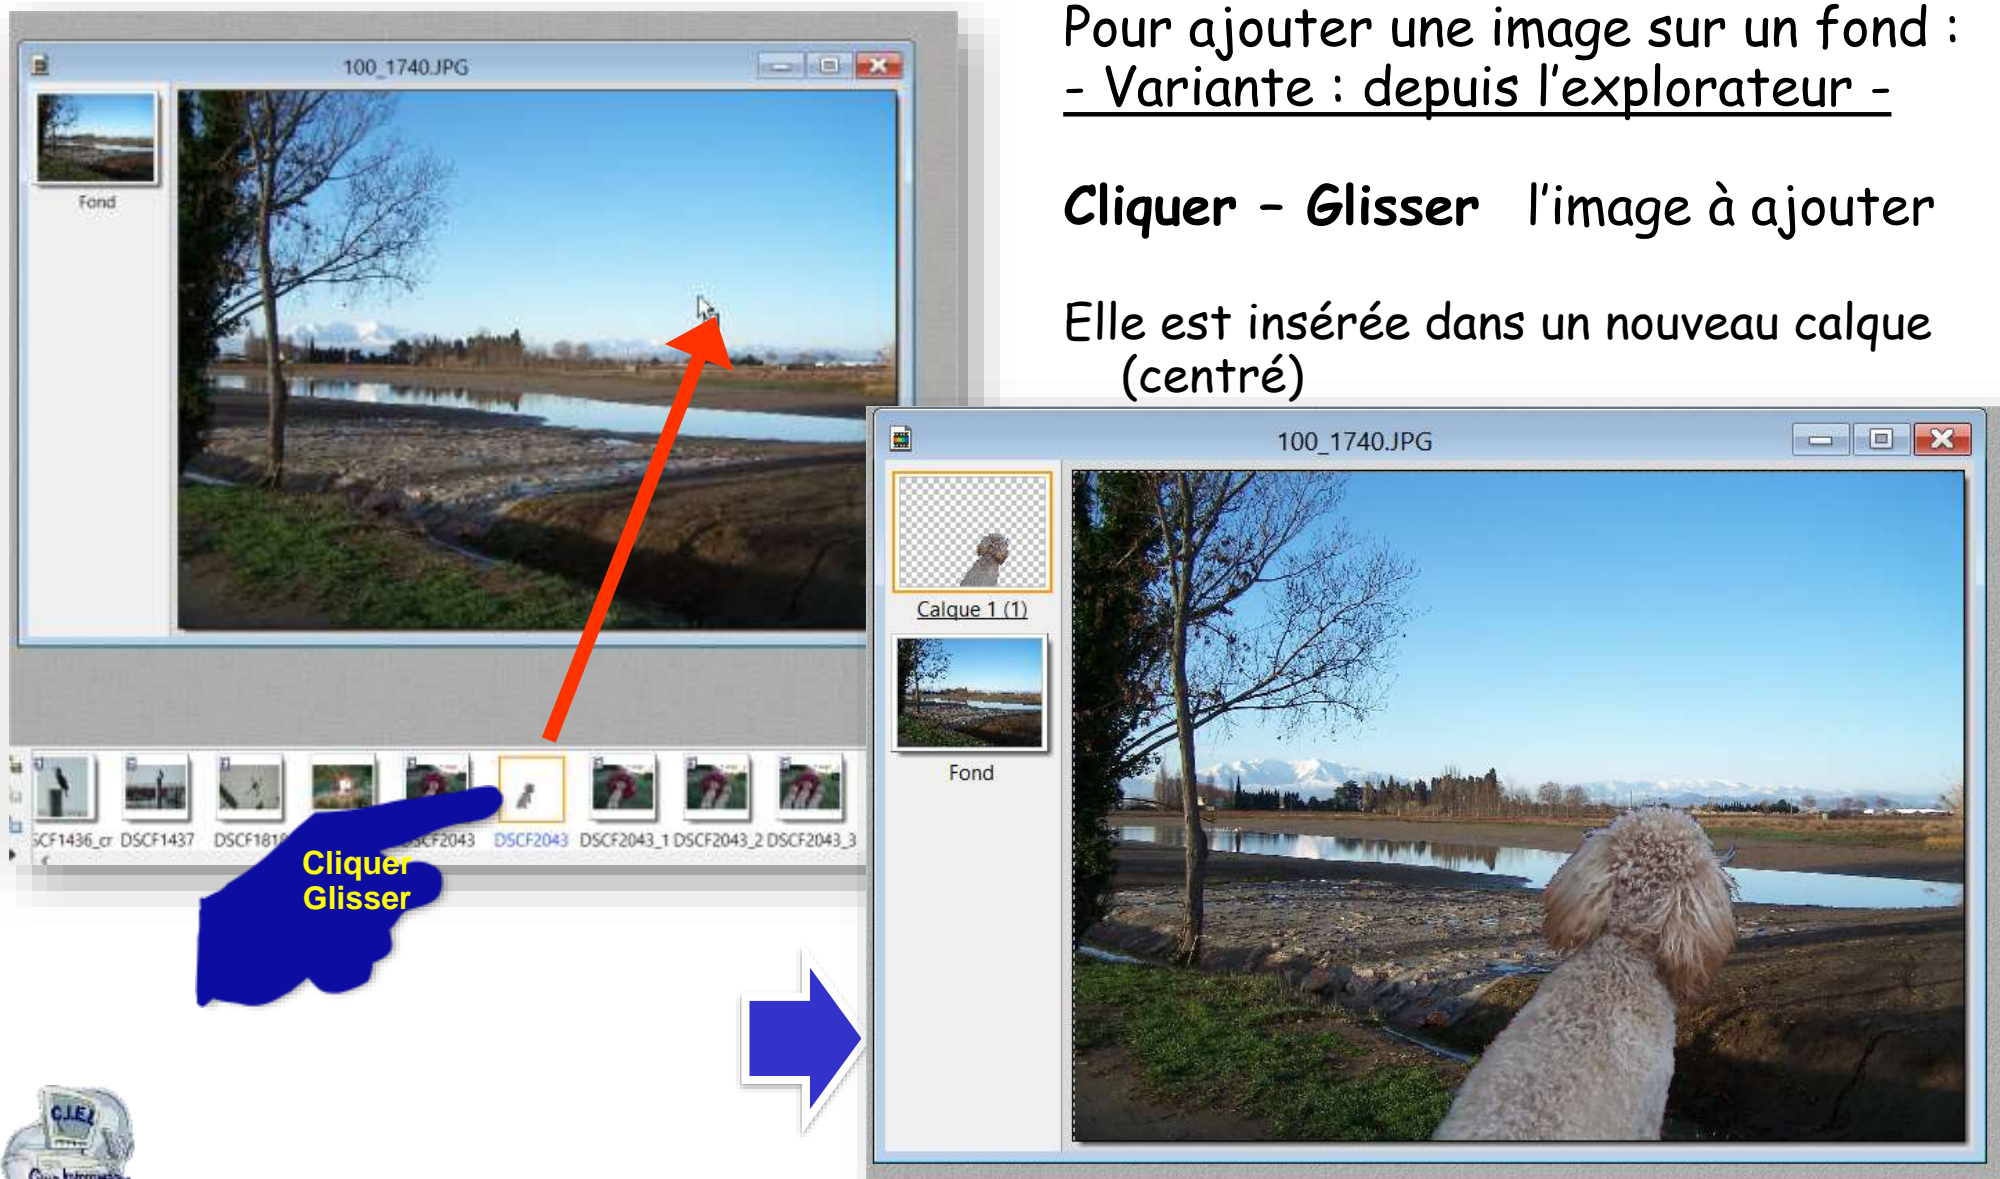 Pour ajouter une image sur un fond :
- Variante : depuis l'explorateur -
Cliquer – Glisser l'image à ajouter
Elle est insérée dans un nouveau calque
(centré)
100_1740.JPG
Fond
DSCF1437
DSCF2043
DSCF2043_1
DSCF2043_2
DSCF2043_3
Cliquer
Glisser
100_1740.JPG
Calque 1 (1)
Fond
C.I.E.L